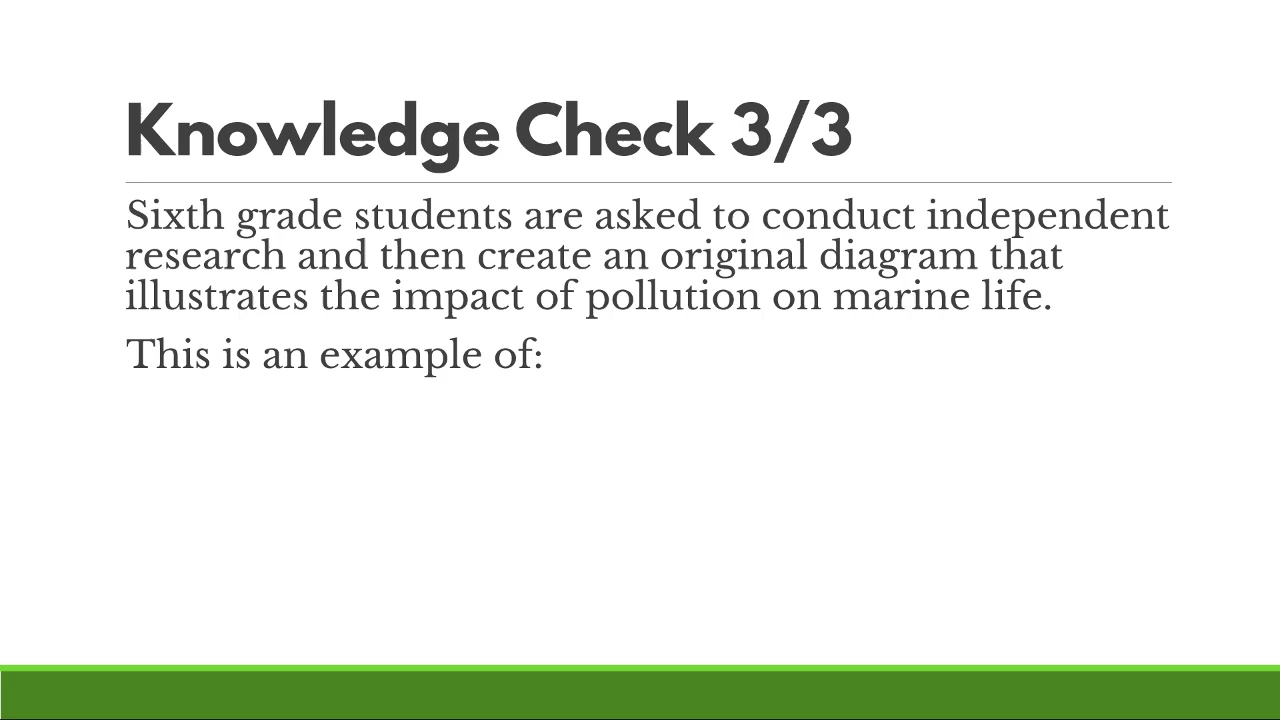 Knowledge Check 3/3
Sixth grade students are asked to conduct independent
research and then create an original diagram that
illustrates the impact of pollution on marine life.
This is an example of: